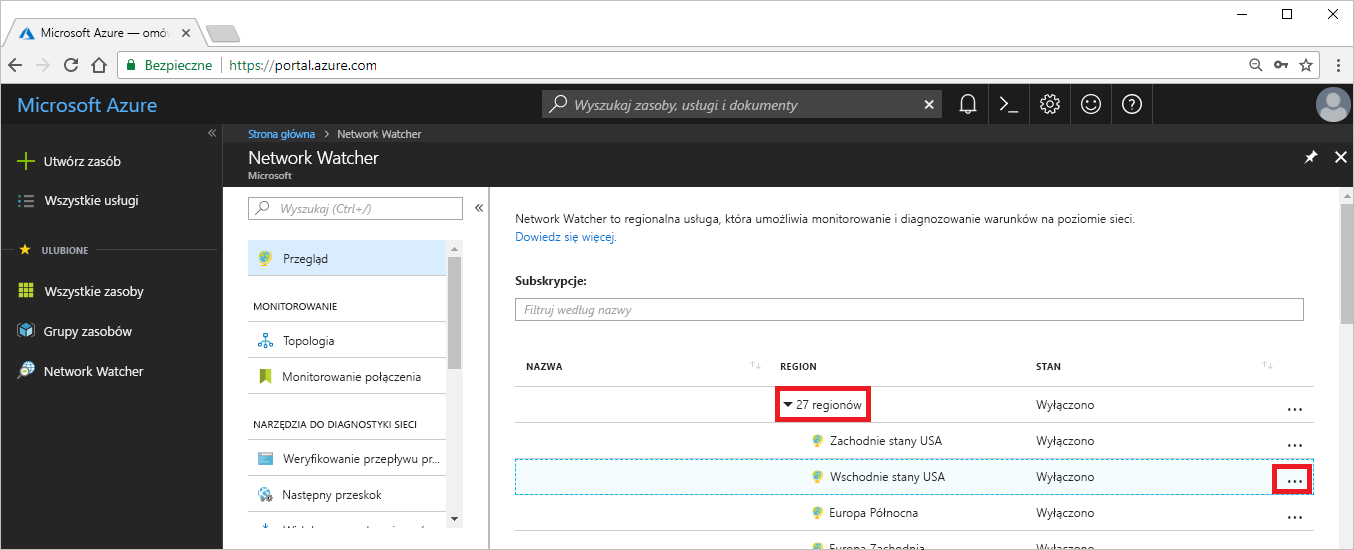 Microsoft Azure — omów
Bezpieczne https://portal.azure.com
Microsoft Azure
Wyszukaj zasoby, usługi i dokumenty
Strona główna > Network Watcher
Network Watcher
Microsoft
Utwórz zasób
Wszystkie usługi
ULUBIONE
Wszystkie zasoby
Grupy zasobów
Network Watcher
Wyszukaj (Ctrl+/)
Przegląd
MONITOROWANIE
Topologia
Monitorowanie połączenia
NARZĘDZIA DO DIAGNOSTYKI SIECI
Weryfikowanie przepływu pr...
Następny przeskok
Network Watcher to regionalna usługa, która umożliwia monitorowanie i diagnozowanie warunków na poziomie sieci.
Dowiedz się więcej.
Subskrypcje:
Filtruj według nazwy
NAZWA REGION STAN
27 regionów Wyłączono ...
Zachodnie stany USA Wyłączono ...
Wschodnie stany USA Wyłączono ...
Europa Północna Wyłączono ...
Europa Zachodnia Wyłączono